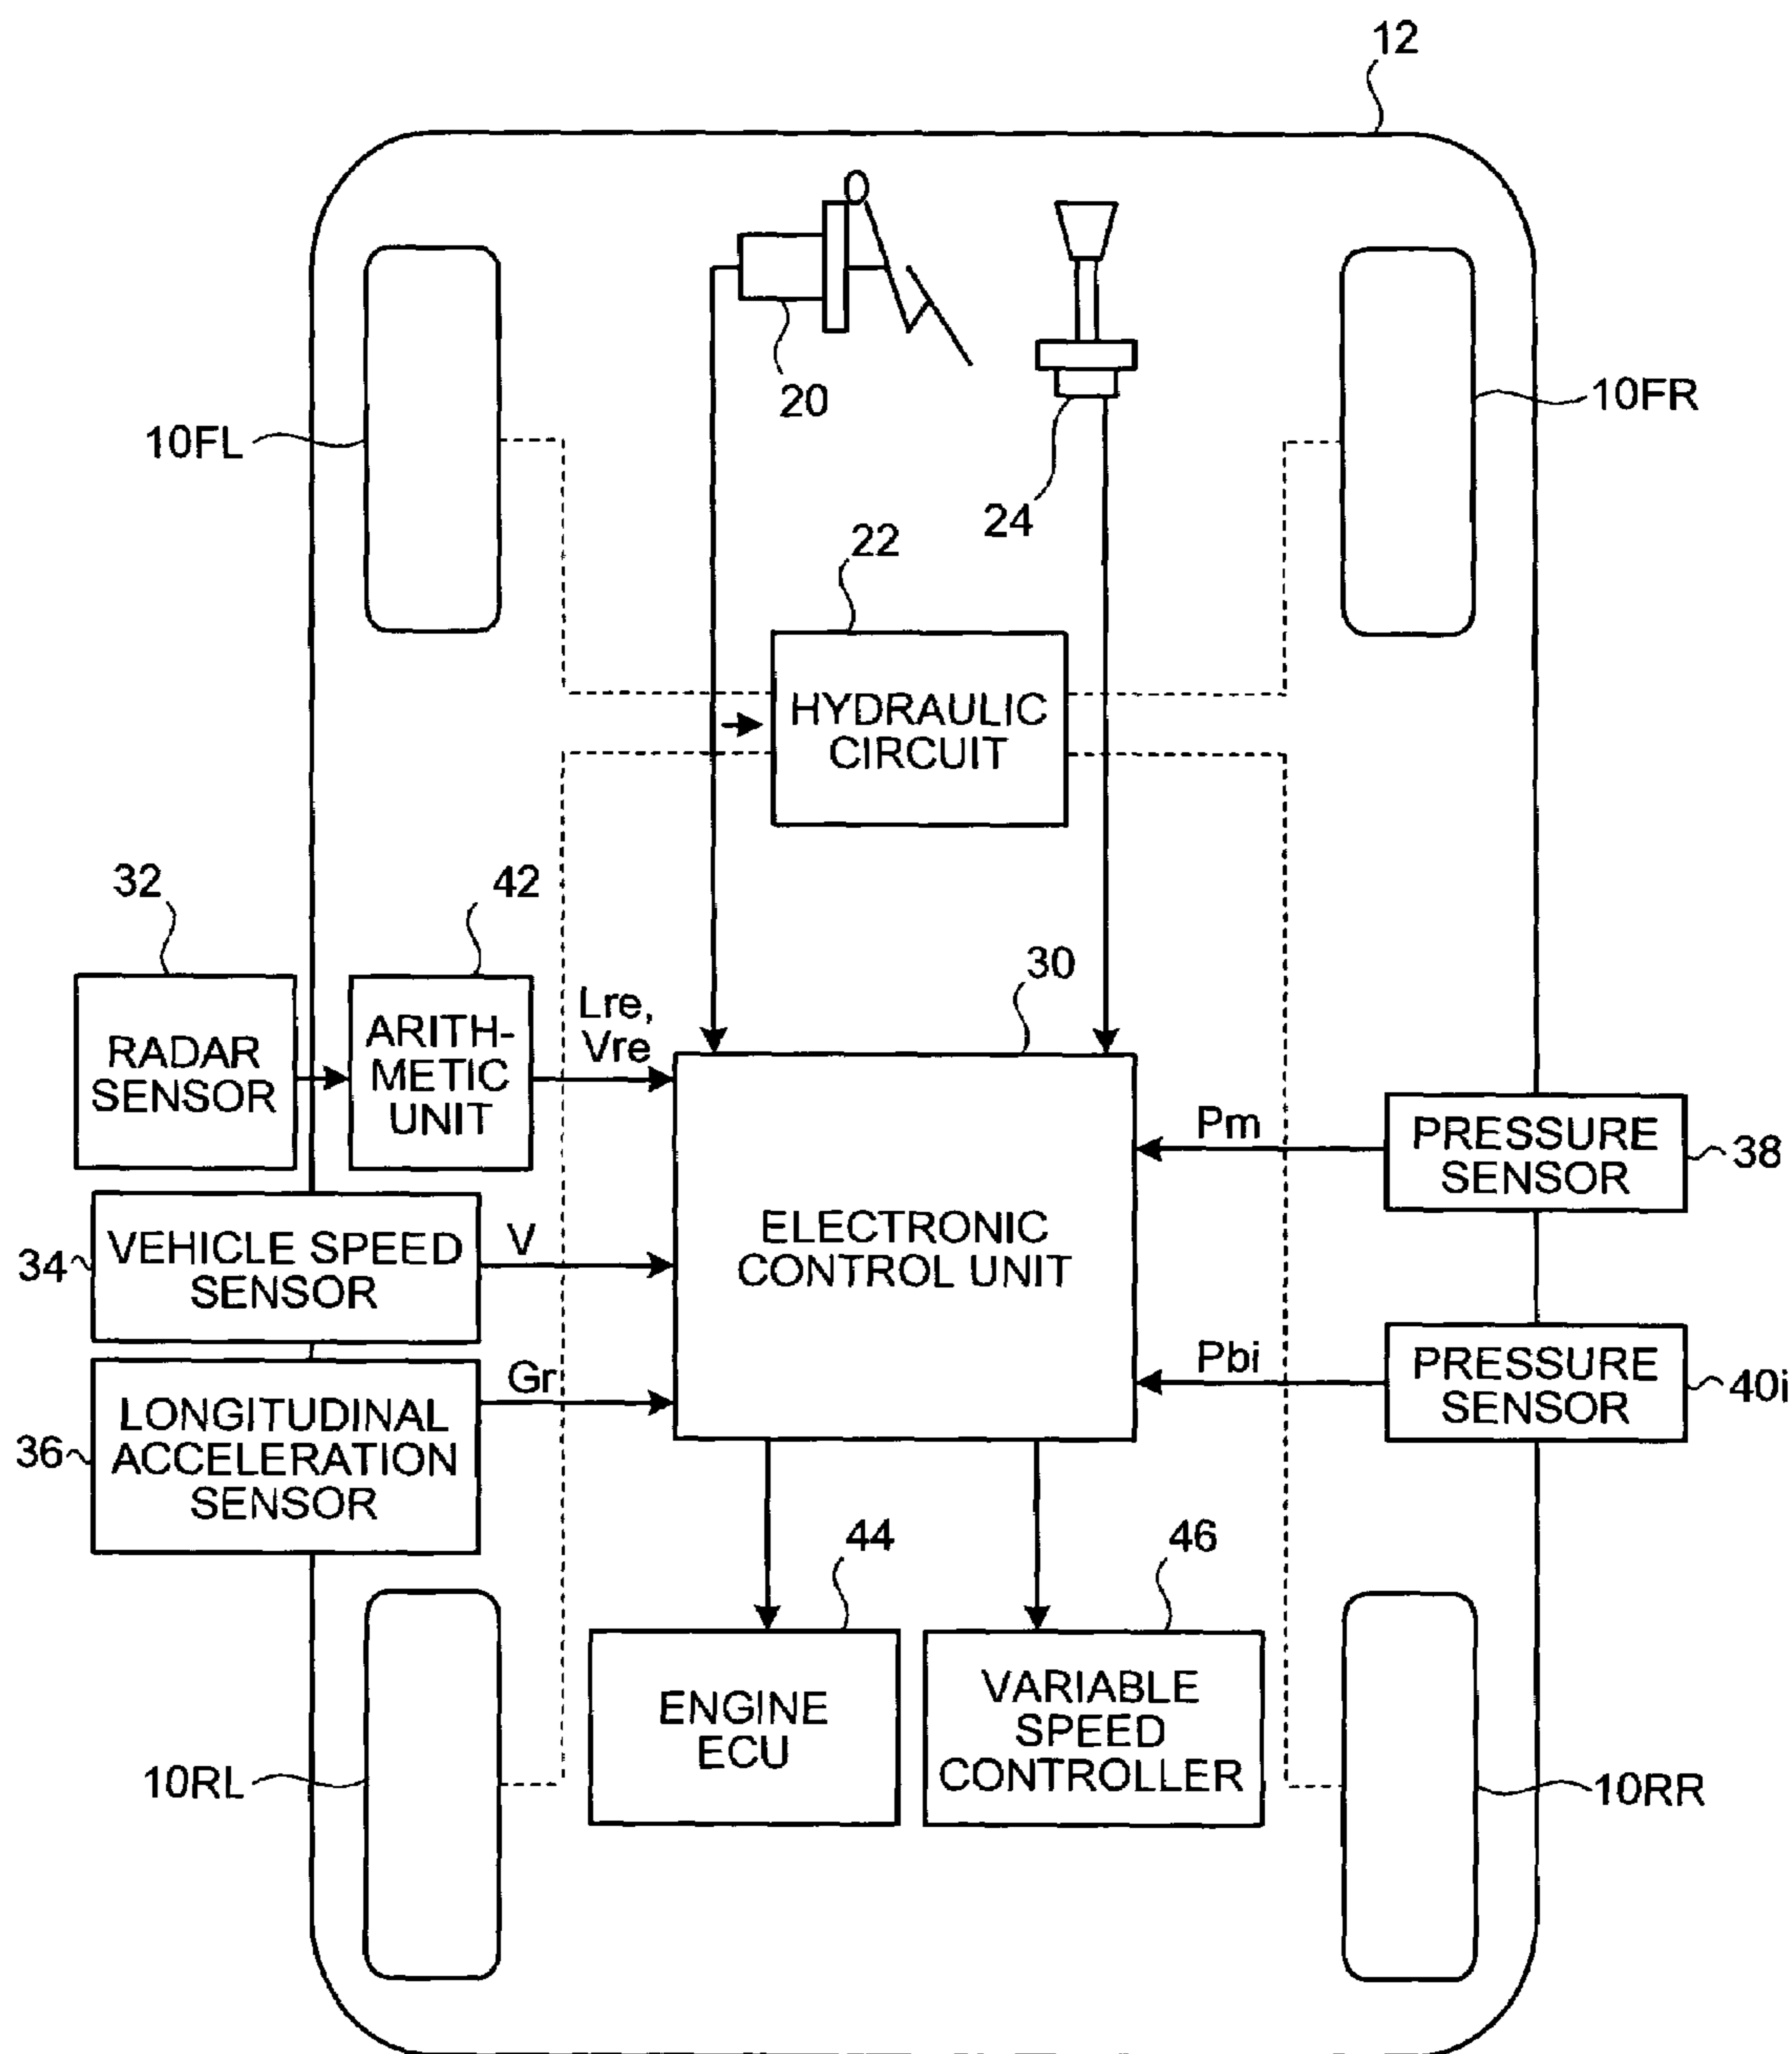 12
20
24
10FL
10FR
22
HYDRAULIC
CIRCUIT
32
42
30
RADAR
SENSOR
ARITH-
METIC
UNIT
Lre,
Vre
Pm
PRESSURE
SENSOR
38
34
VEHICLE SPEED
SENSOR
V
ELECTRONIC
CONTROL UNIT
36
LONGITUDINAL
ACCELERATION
SENSOR
Gr
Pbi
PRESSURE
SENSOR
40i
44
46
ENGINE
ECU
VARIABLE
SPEED
CONTROLLER
10RL
10RR